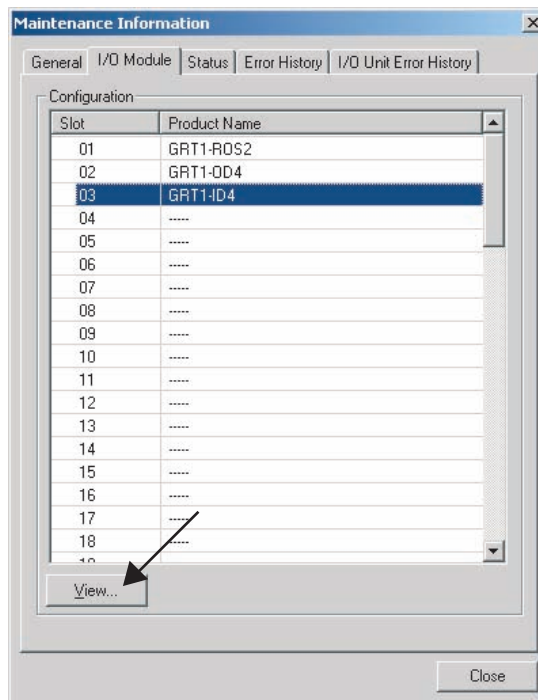 Maintenance Information
General I/O Module Status Error History I/O Unit Error History
Configuration
Slot Product Name
01 GRT1-ROS2
02 GRT1-OD4
03 GRT1-ID4
04 -----
05 -----
06 -----
07 -----
08 -----
09 -----
10 -----
11 -----
12 -----
13 -----
14 -----
15 -----
16 -----
17 -----
18 -----
View...
Close